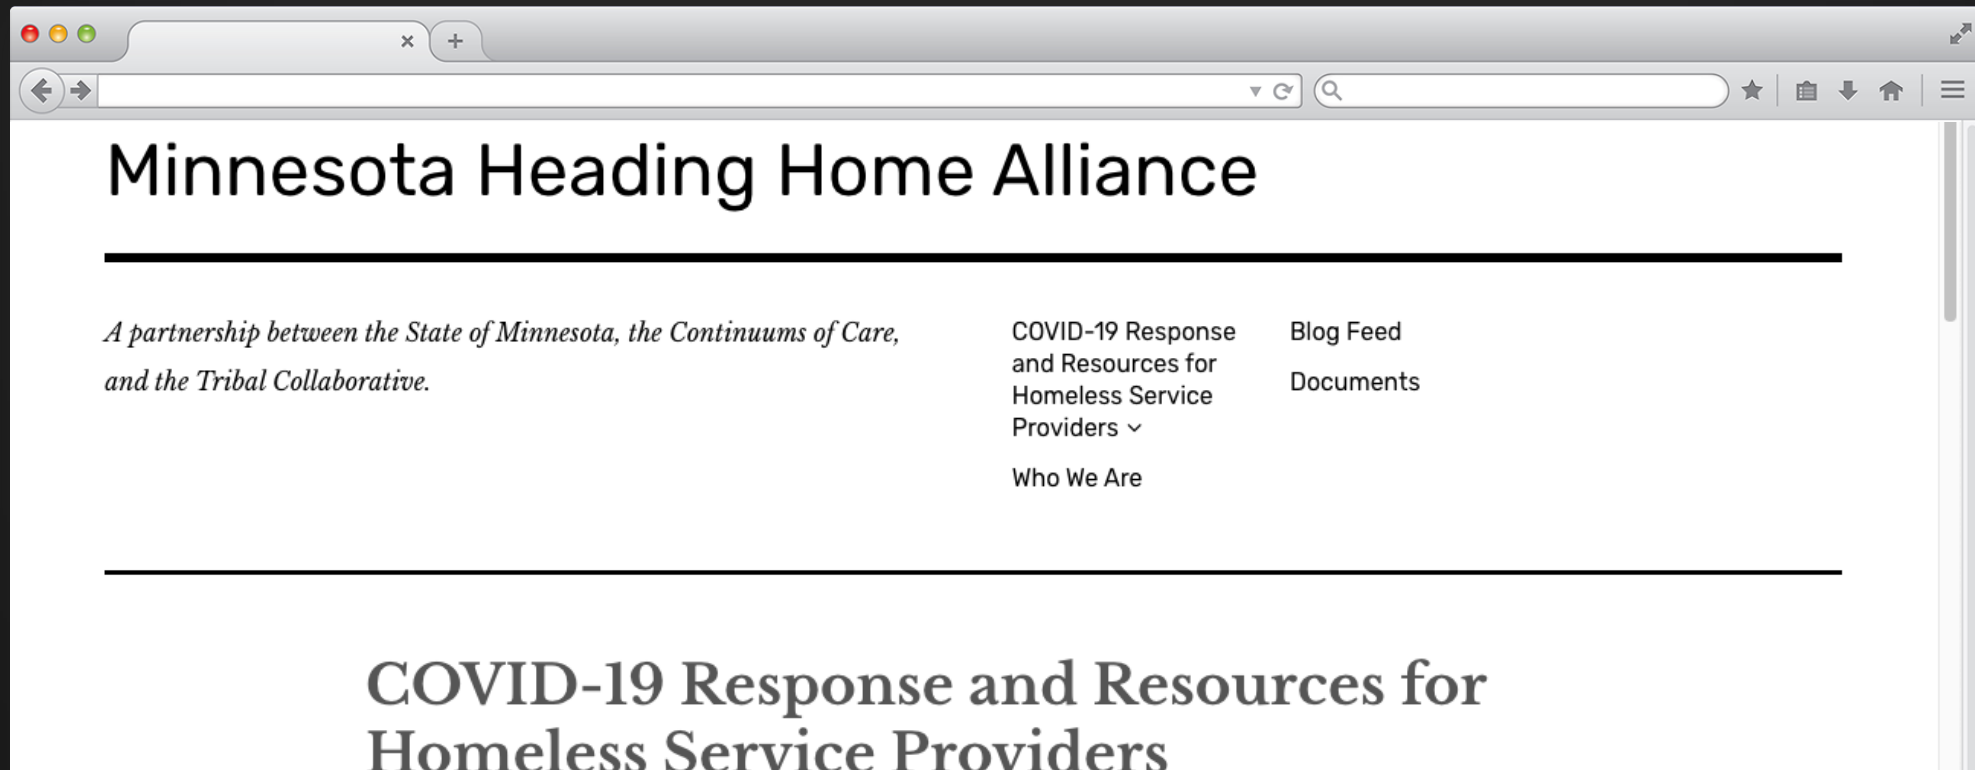 Minnesota Heading Home Alliance
A partnership between the State of Minnesota, the Continuums of Care,
and the Tribal Collaborative.
COVID-19 Response
and Resources for
Homeless Service
Providers
Who We Are
Blog Feed
Documents
COVID-19 Response and Resources for
Homeless Service Providers